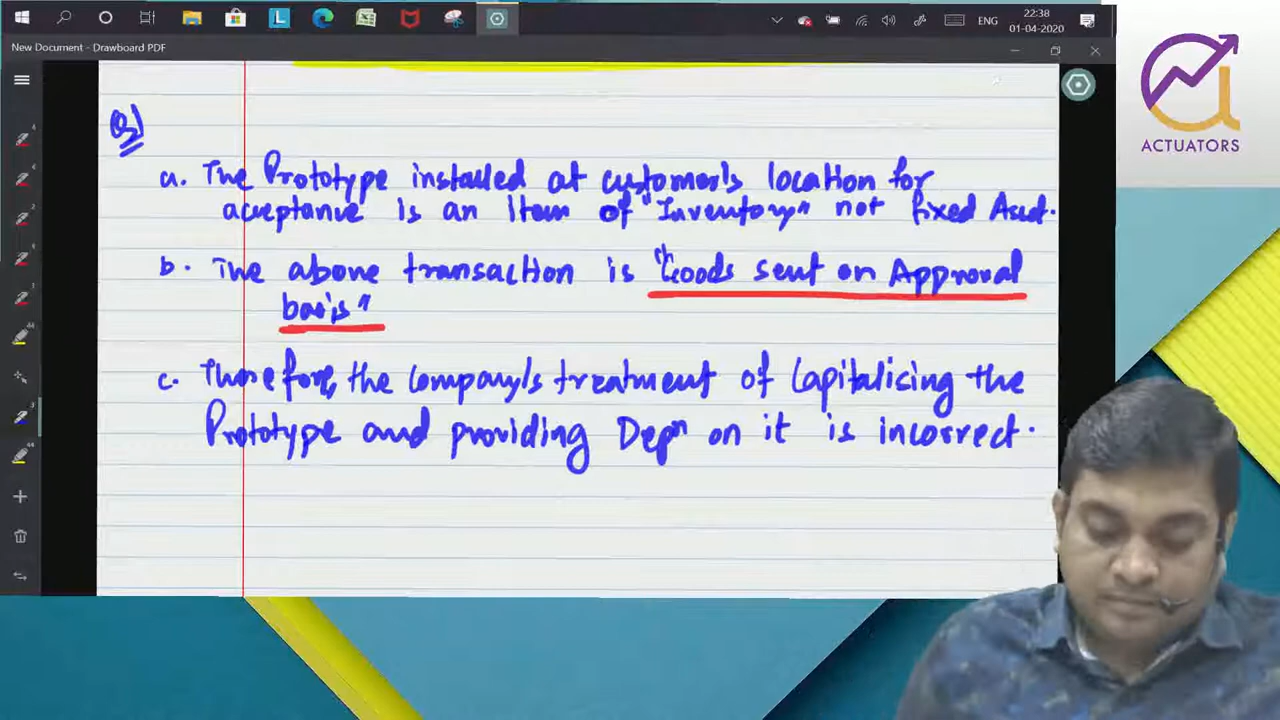 22:38
ENG
01-04-2020
New Document - Drawboard PDF
ACTUATORS
Q3)
a. The Prototype installed at customer's location for
acceptance is an item of "Inventory" not fixed Asset.
b. The above transaction is "Goods sent on Approval
basis"
c. Therefore, the Company's treatment of Capitalising the
Prototype and providing Depn on it is incorrect.